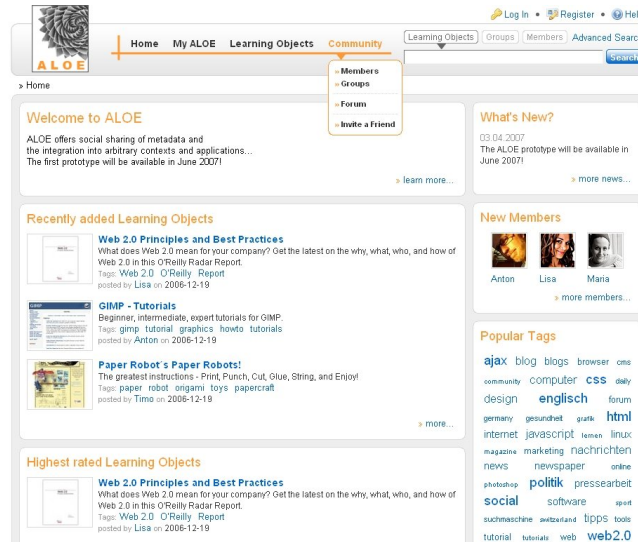 Log In • Register • Hel
ALOE
Home My ALOE Learning Objects Community
Learning Objects Groups Members Advanced Searc
Search
» Members
» Groups
» Forum
» Invite a Friend
» Home
Welcome to ALOE
ALOE offers social sharing of metadata and
the integration into arbitrary contexts and applications...
The first prototype will be available in June 2007!
» learn more...
What's New?
03.04.2007
The ALOE prototype will be available in
June 2007!
» more news...
Recently added Learning Objects
Web 2.0 Principles and Best Practices
What does Web 2.0 mean for your company? Get the latest on the why, what, who, and how of
Web 2.0 in this O'Reilly Radar Report.
Tags: Web 2.0 O'Reilly Report
posted by Lisa on 2006-12-19
GIMP - Tutorials
Beginner, intermediate, expert tutorials for GIMP.
Tags: gimp tutorial graphics howto tutorials
posted by Anton on 2006-12-19
Paper Robot´s Paper Robots!
The greatest instructions - Print, Punch, Cut, Glue, String, and Enjoy!
Tags: paper robot origami toys papercraft
posted by Timo on 2006-12-19
» more...
New Members
Anton Lisa Maria
» more members...
Popular Tags
ajax blog blogs browser cms
community computer css daily
design englisch forum
germany gesundheit grafik html
internet javascript lernen linux
magazine marketing nachrichten
news newspaper online
photoshop politik pressearbeit
social software sport
suchmaschine switzerland tipps tools
tutorial tutorials web web2.0
Highest rated Learning Objects
Web 2.0 Principles and Best Practices
What does Web 2.0 mean for your company? Get the latest on the why, what, who, and how of
Web 2.0 in this O'Reilly Radar Report.
Tags: Web 2.0 O'Reilly Report
posted by Lisa on 2006-12-19